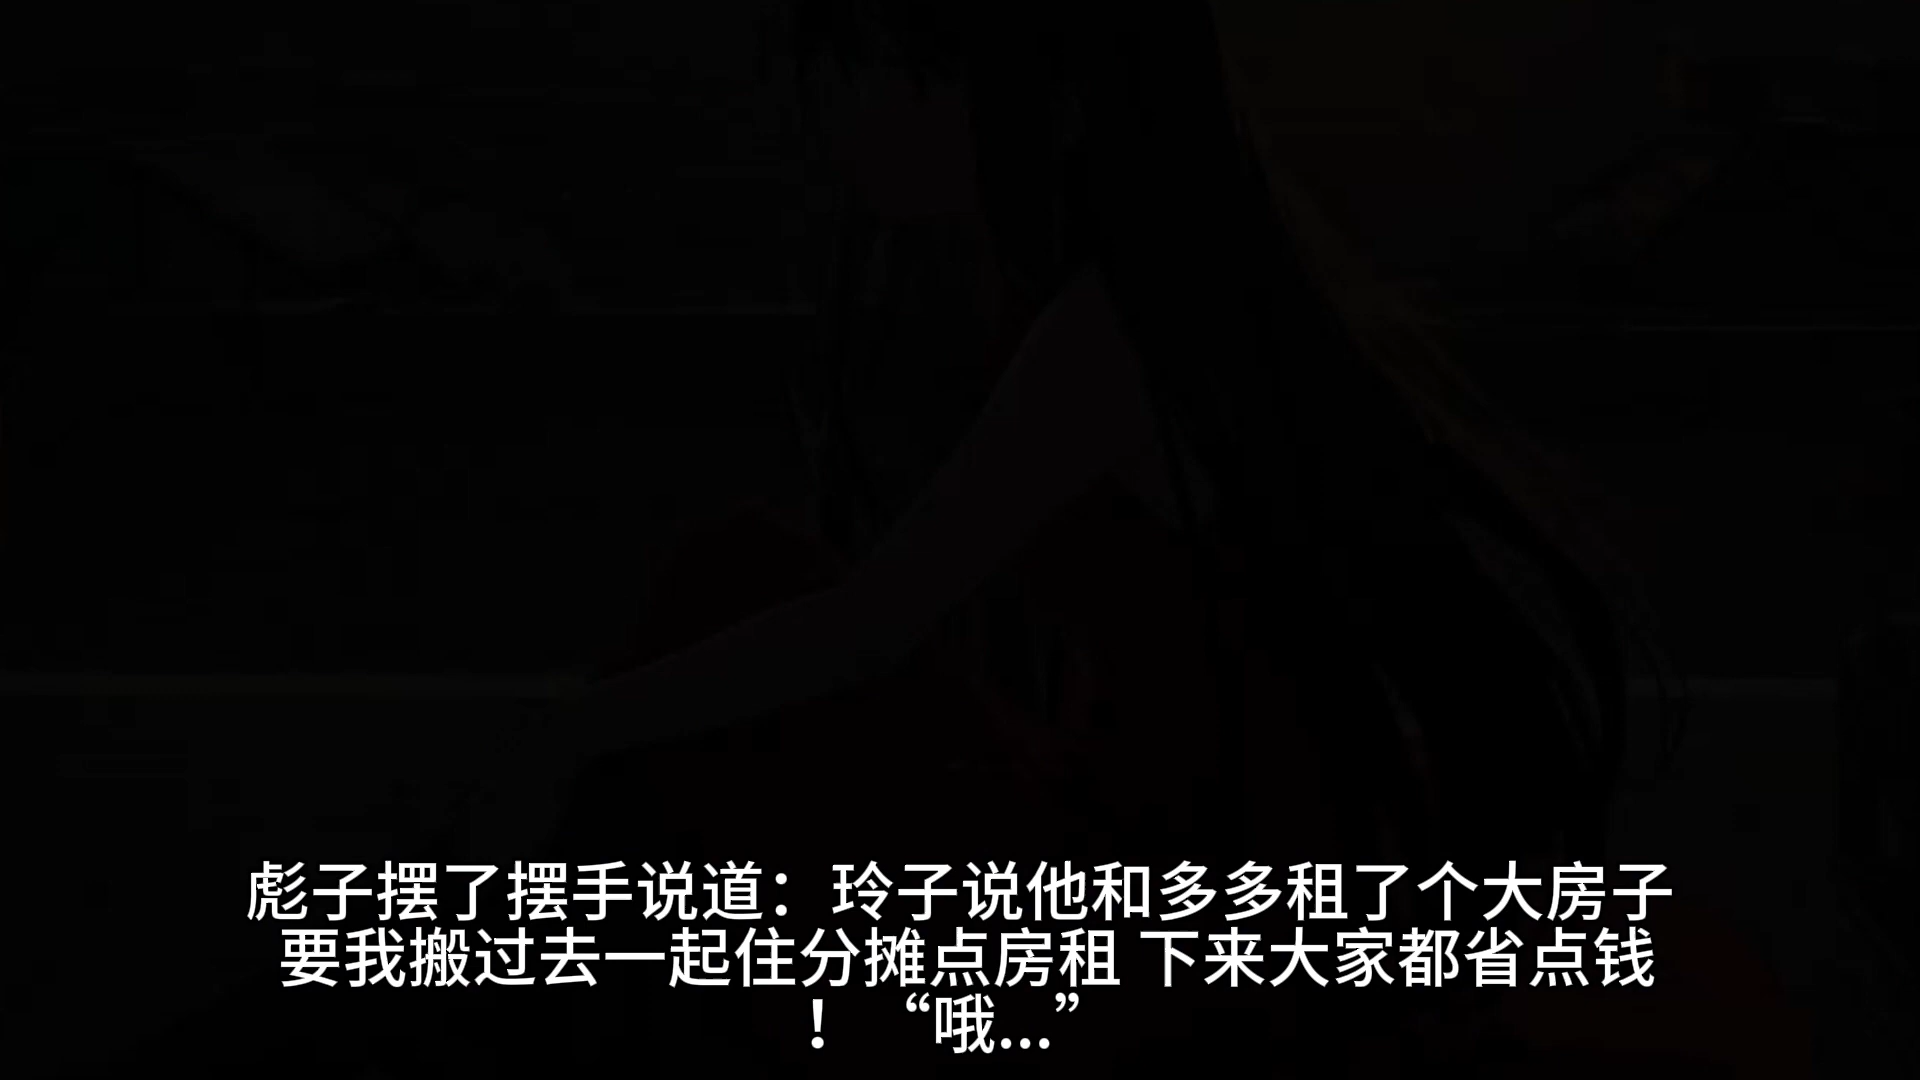 彪子摆了摆手说道：玲子说他和多多租了个大房子
要我搬过去一起住分摊点房租 下来大家都省点钱
！ “哦...”